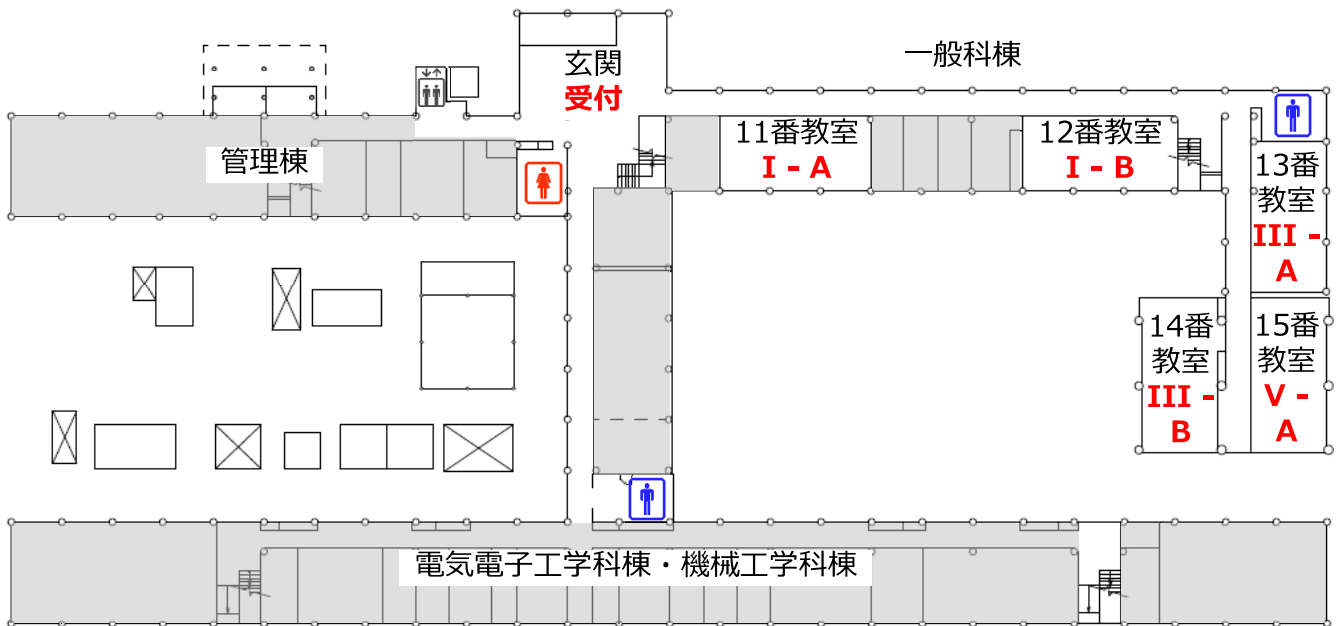 一般科棟
玄関
受付
管理棟
11番教室
I - A
12番教室
I - B
13番
教室
III -
A
14番
教室
III -
B
15番
教室
V -
A
電気電子工学科棟・機械工学科棟